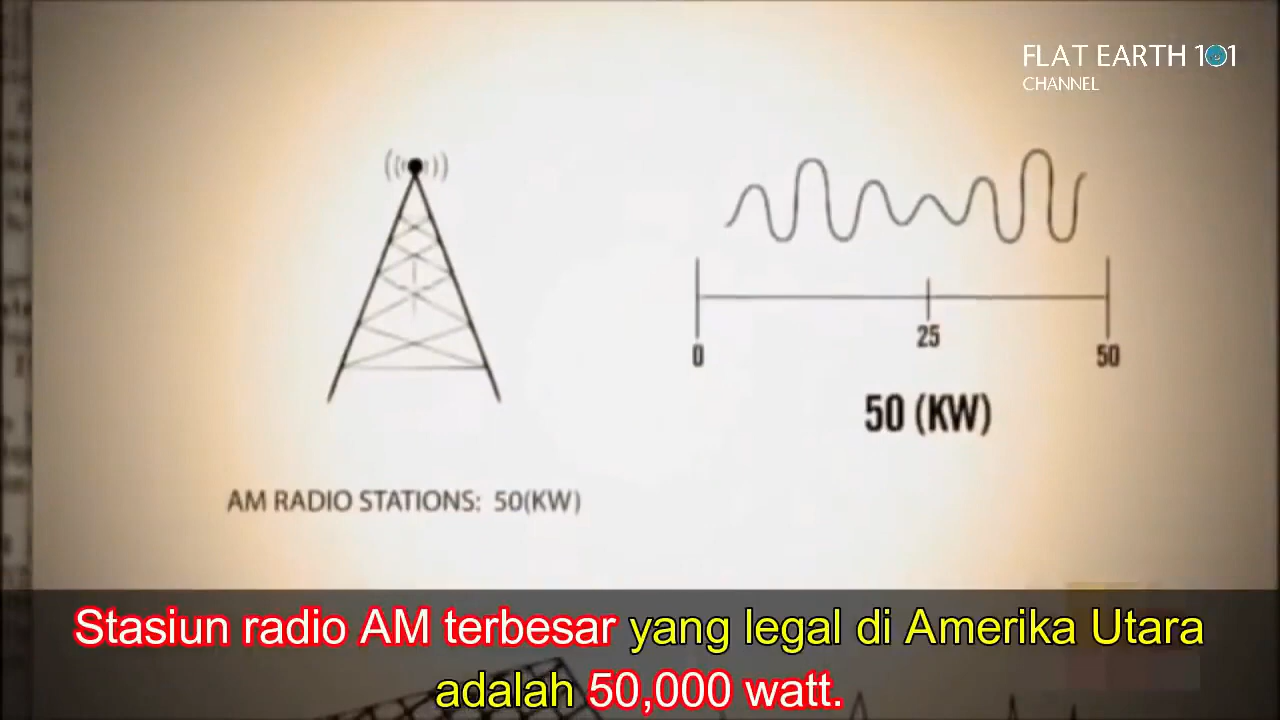 FLAT EARTH 101
CHANNEL
0
25
50
50 (KW)
AM RADIO STATIONS: 50(KW)
Stasiun radio AM terbesar yang legal di Amerika Utara
adalah 50,000 watt.